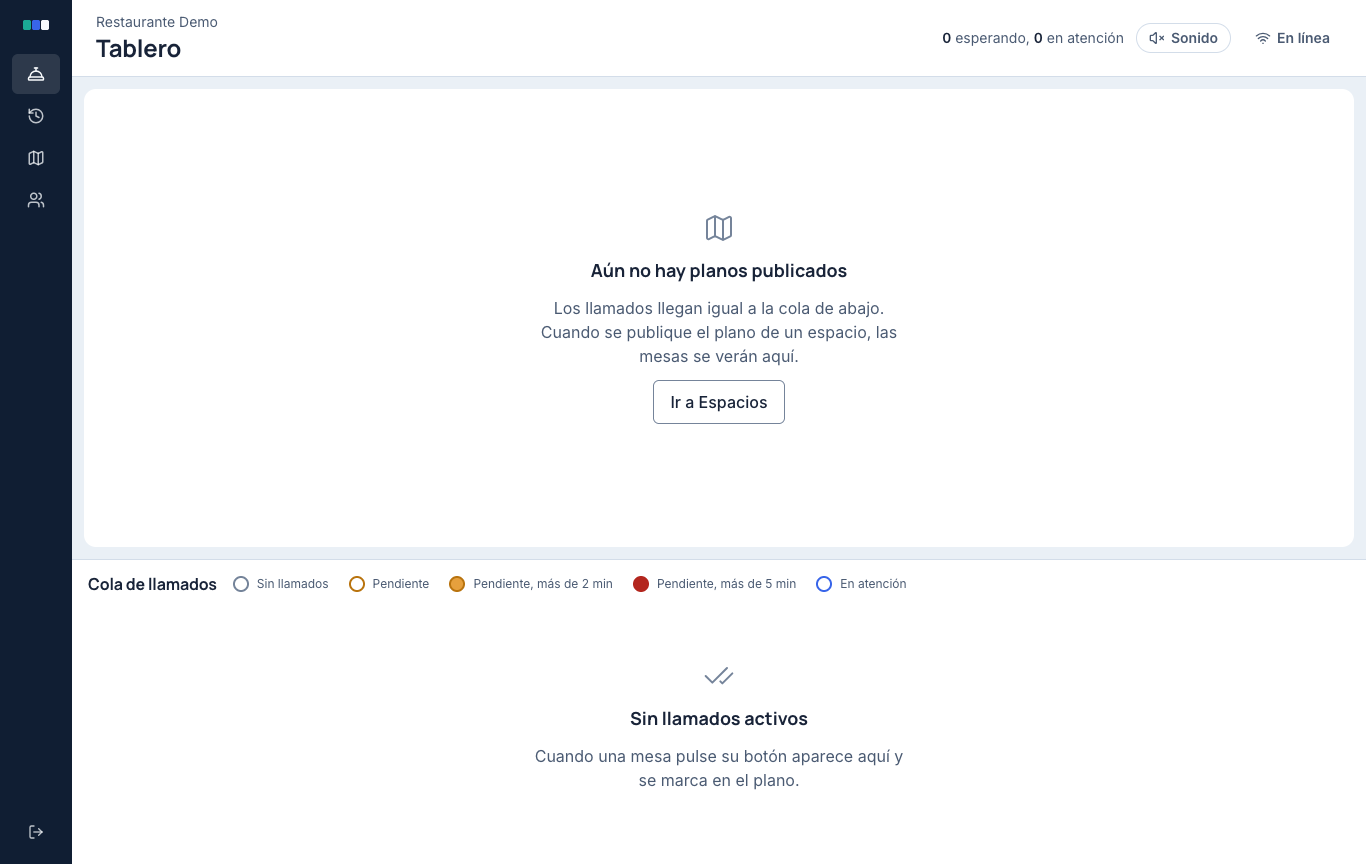 Restaurante Demo
Tablero
0 esperando, 0 en atención
Sonido
En línea
Aún no hay planos publicados
Los llamados llegan igual a la cola de abajo.
Cuando se publique el plano de un espacio, las
mesas se verán aquí.
Ir a Espacios
Cola de llamados
Sin llamados
Pendiente
Pendiente, más de 2 min
Pendiente, más de 5 min
En atención
Sin llamados activos
Cuando una mesa pulse su botón aparece aquí y
se marca en el plano.